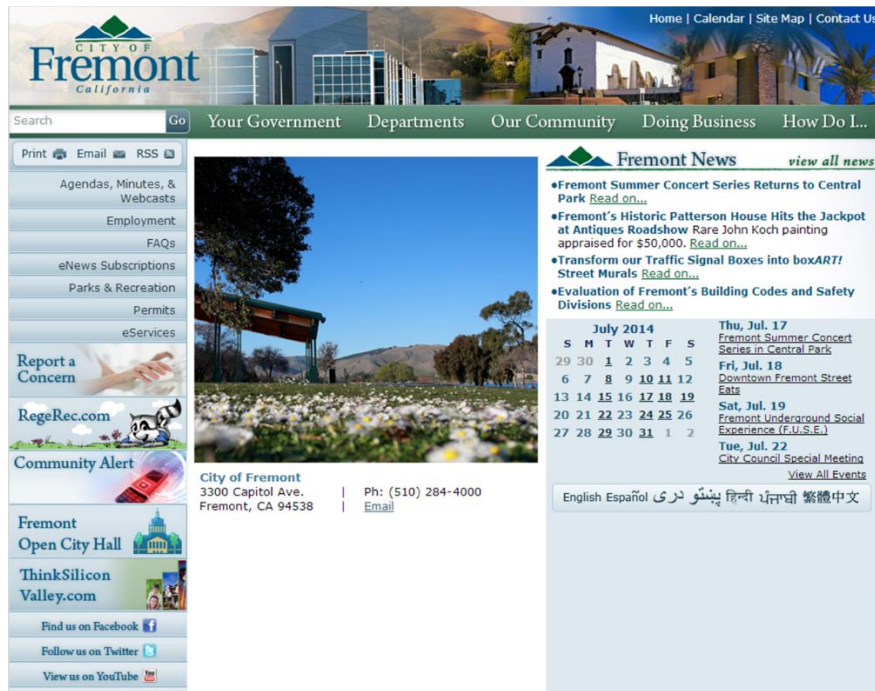 Home | Calendar | Site Map | Contact Us
CITY OF
Fremont
California
Search Go
Your Government Departments Our Community Doing Business How Do I...
Print Email RSS
Agendas, Minutes, &
Webcasts
Employment
FAQs
eNews Subscriptions
Parks & Recreation
Permits
eServices
Report a
Concern
RegeRec.com
Community Alert
Fremont
Open City Hall
ThinkSilicon
Valley.com
Find us on Facebook
Follow us on Twitter
View us on YouTube
City of Fremont
3300 Capitol Ave. | Ph: (510) 284-4000
Fremont, CA 94538 | Email
Fremont News view all news
•Fremont Summer Concert Series Returns to Central
Park Read on...
•Fremont's Historic Patterson House Hits the Jackpot
at Antiques Roadshow Rare John Koch painting
appraised for $50,000. Read on...
•Transform our Traffic Signal Boxes into boxART!
Street Murals Read on...
•Evaluation of Fremont's Building Codes and Safety
Divisions Read on...
July 2014
S M T W T F S
29 30 1 2 3 4 5
6 7 8 9 10 11 12
13 14 15 16 17 18 19
20 21 22 23 24 25 26
27 28 29 30 31 1 2
Thu, Jul. 17
Fremont Summer Concert
Series in Central Park
Fri, Jul. 18
Downtown Fremont Street
Eats
Sat, Jul. 19
Fremont Underground Social
Experience (F.U.S.E.)
Tue, Jul. 22
City Council Special Meeting
View All Events
English Español دری پښتو हिन्दी ਪੰਜਾਬੀ 繁體中文